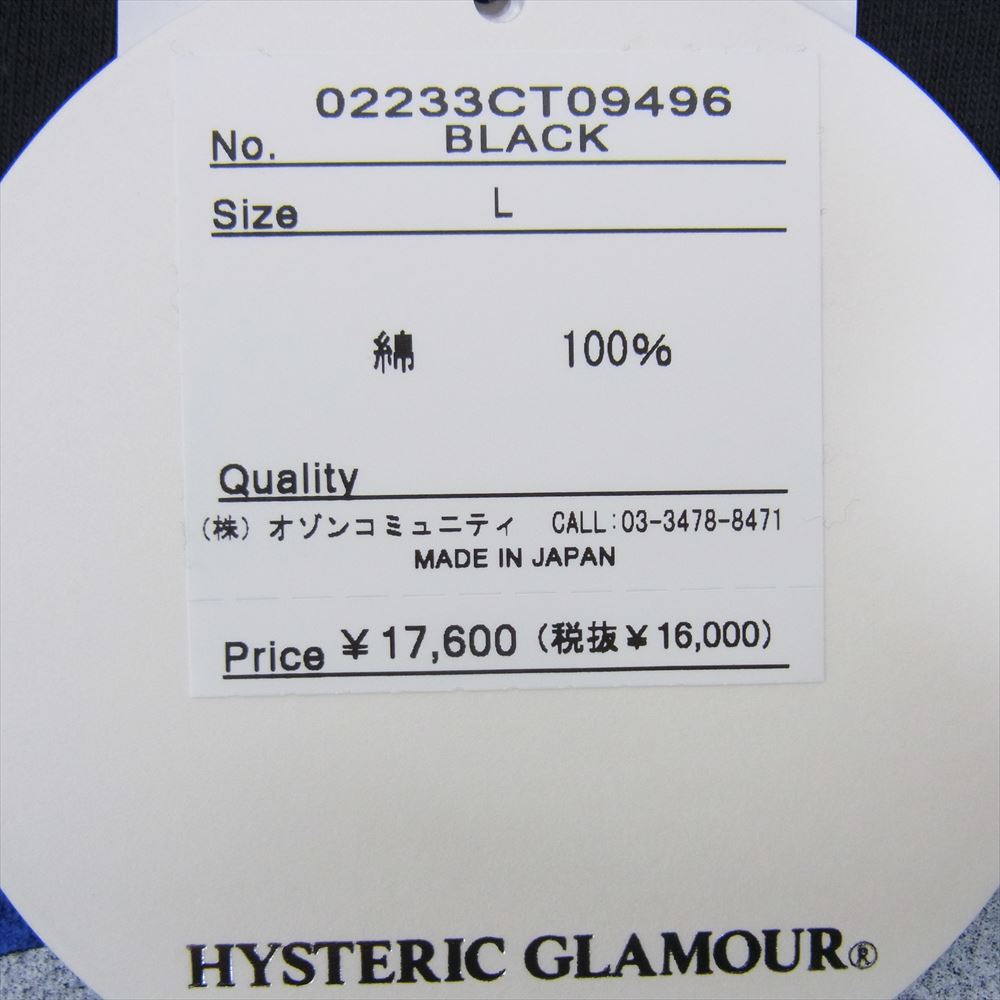 02233CT09496
No. BLACK
Size L
綿 100%
Quality
(株) オゾンコミュニティ CALL:03-3478-8471
MADE IN JAPAN
Price ¥17,600 (税抜¥16,000)
HYSTERIC GLAMOUR®